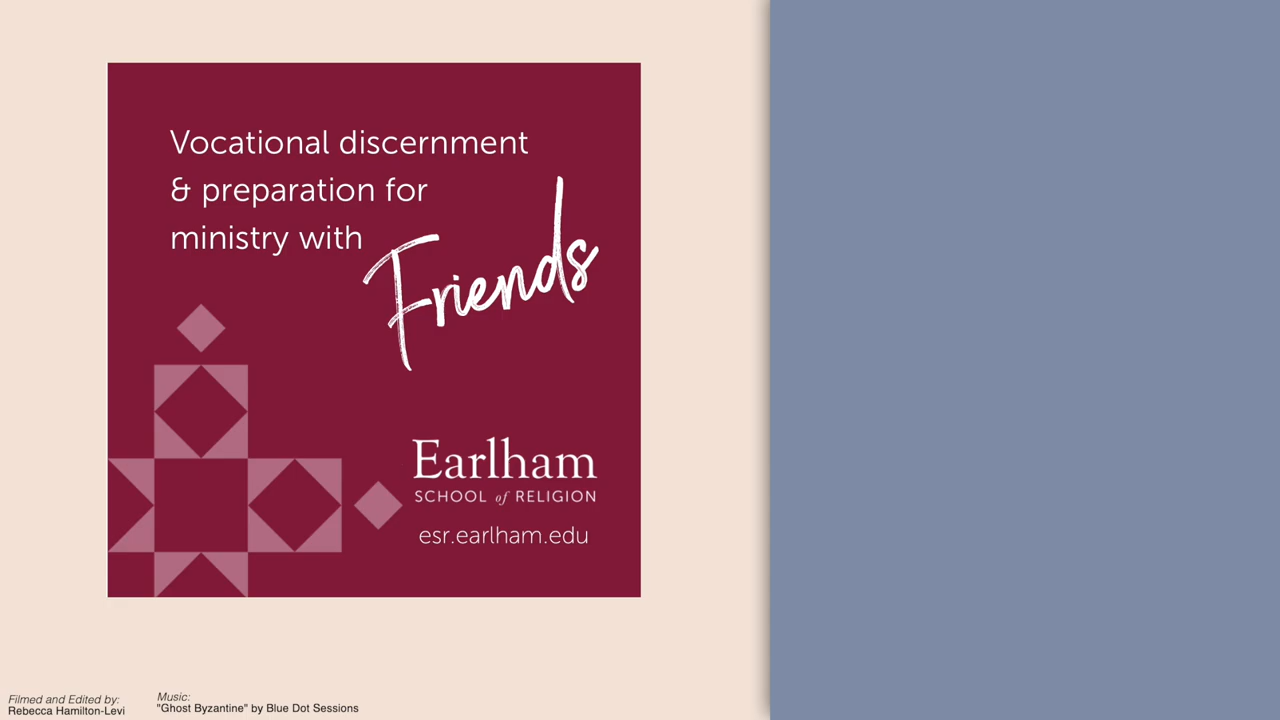 Vocational discernment
& preparation for
ministry with
Friends
Earlham
SCHOOL of RELIGION
esr.earlham.edu
Filmed and Edited by:
Rebecca Hamilton-Levi
Music:
"Ghost Byzantine" by Blue Dot Sessions